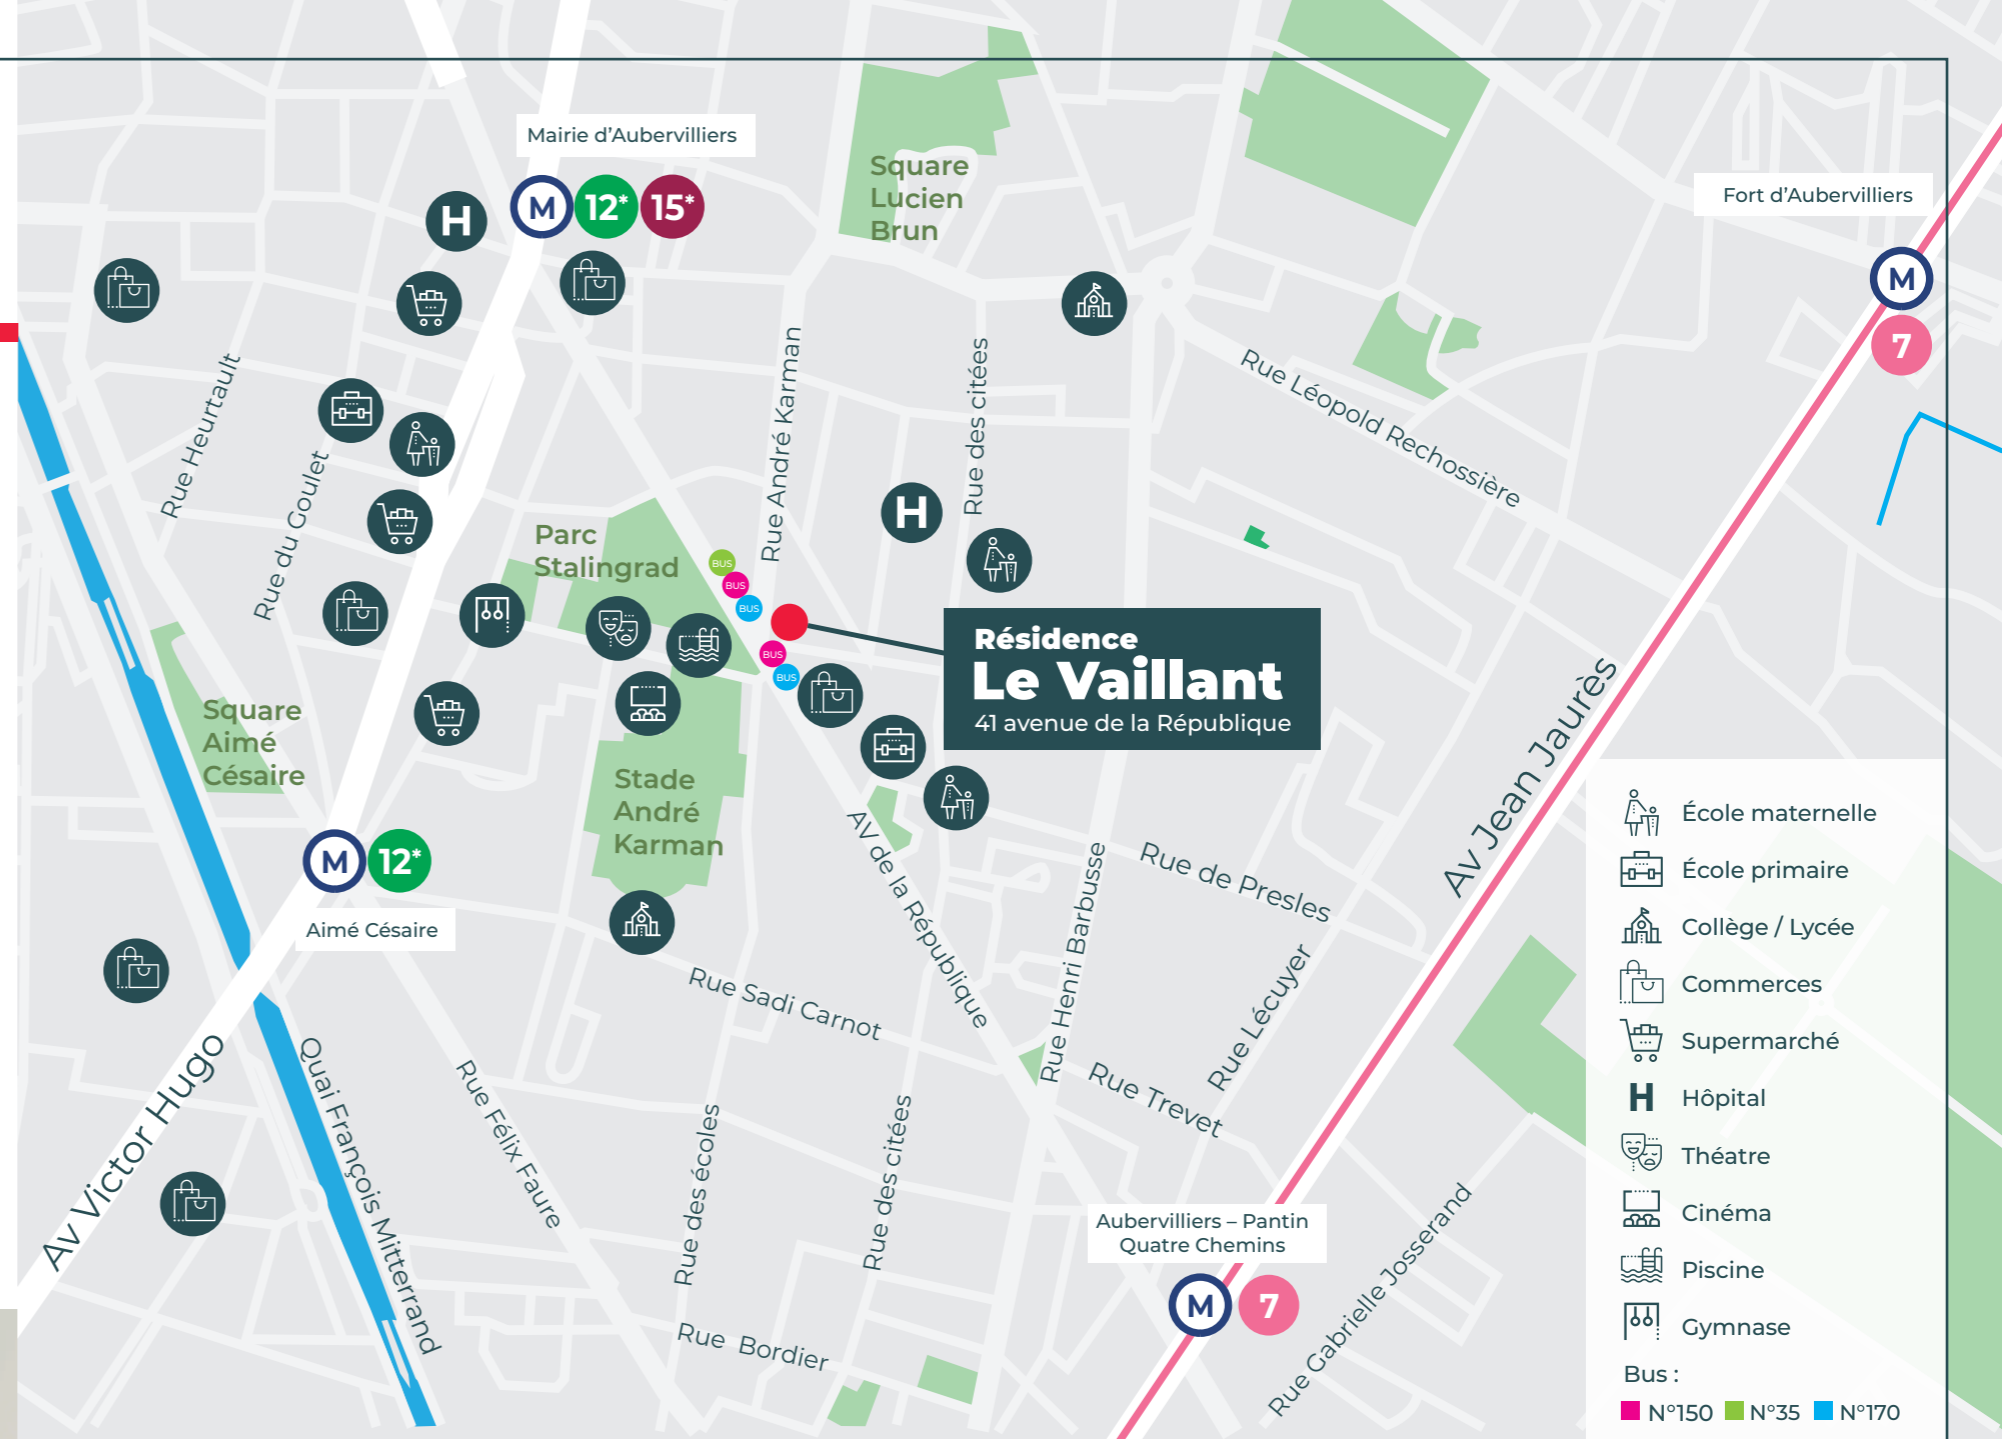 Mairie d'Aubervilliers
M 12* 15*
H
Square
Lucien
Brun
Fort d'Aubervilliers
M
7
Rue Heurtault
Rue du Goulet
Rue André Karman
Rue des citées
Rue Léopold Rechossière
H
Parc
Stalingrad
BUS
BUS
BUS
BUS
BUS
Résidence
Le Vaillant
41 avenue de la République
Square
Aimé
Césaire
Stade
André
Karman
M 12*
Aimé Césaire
AV de la République
Rue Henri Barbusse
Rue de Presles
Av Jean Jaurès
Rue Sadi Carnot
Rue Lécuyer
Rue Trevet
Av Victor Hugo
Quai François Mitterrand
Rue Félix Faure
Rue des écoles
Rue des citées
Rue Bordier
Aubervilliers – Pantin
Quatre Chemins
M 7
Rue Gabrielle Josserand
École maternelle
École primaire
Collège / Lycée
Commerces
Supermarché
H Hôpital
Théatre
Cinéma
Piscine
Gymnase
Bus :
N°150 N°35 N°170